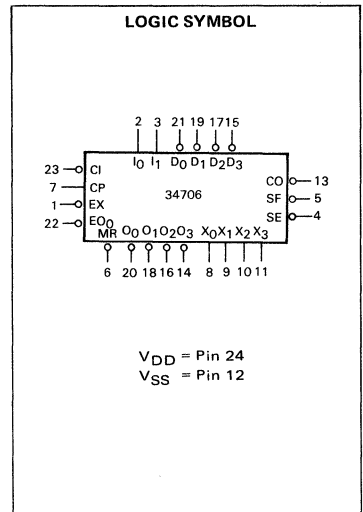 LOGIC SYMBOL
2 3 21 19 17 15
I0 I1 D0 D1 D2 D3
23 CI
7 CP
1 EX
22 EO0
34706
CO 13
SF 5
SE 4
MR O0 O1 O2 O3 X0 X1 X2 X3
6 20 18 16 14 8 9 10 11
VDD = Pin 24
VSS = Pin 12